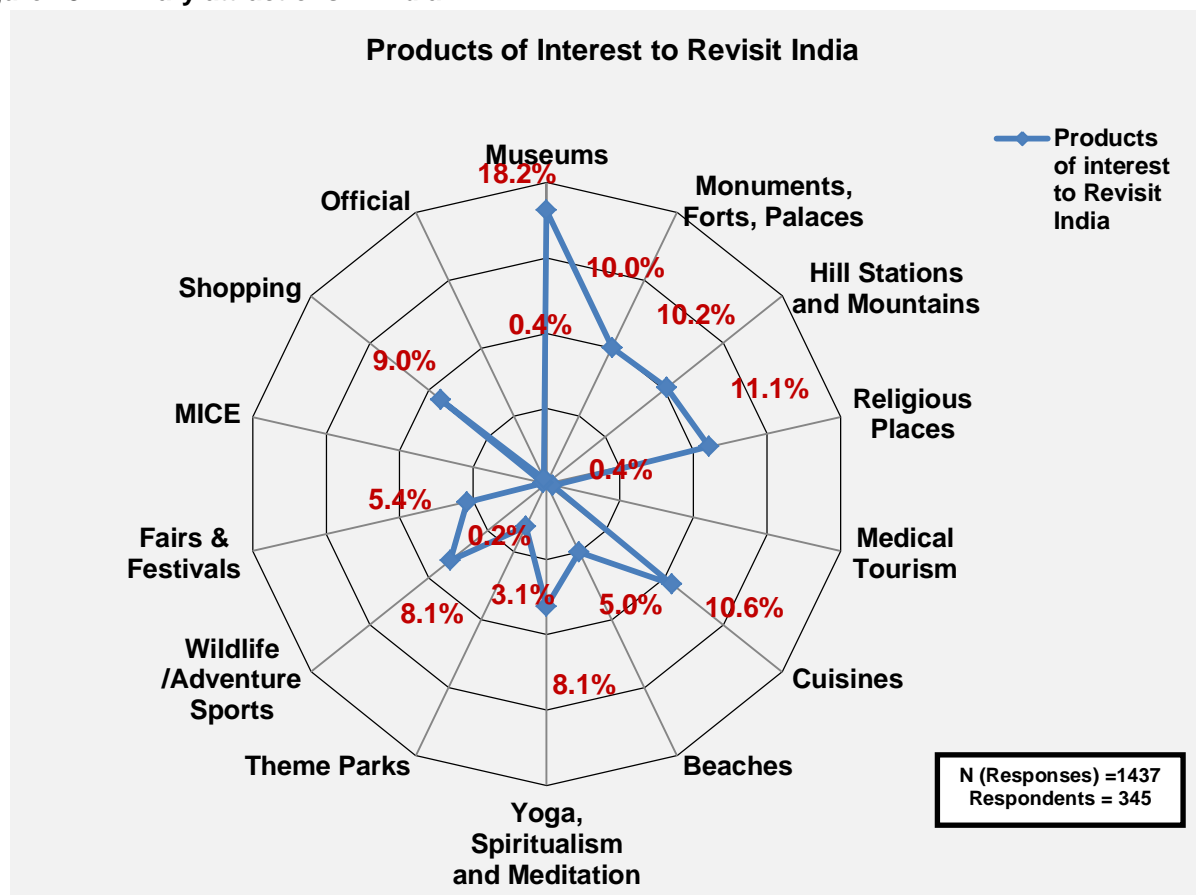 Products of Interest to Revisit India
Products
of interest
to Revisit
India
Museums
18.2%
Monuments,
Forts, Palaces
10.0%
Hill Stations
and Mountains
10.2%
Religious
Places
11.1%
Medical
Tourism
0.4%
Cuisines
10.6%
Beaches
5.0%
Yoga,
Spiritualism
and Meditation
8.1%
Theme Parks
3.1%
Wildlife
/Adventure
Sports
8.1%
Fairs &
Festivals
5.4%
MICE
0.2%
Shopping
9.0%
Official
0.4%
N (Responses) =1437
Respondents = 345